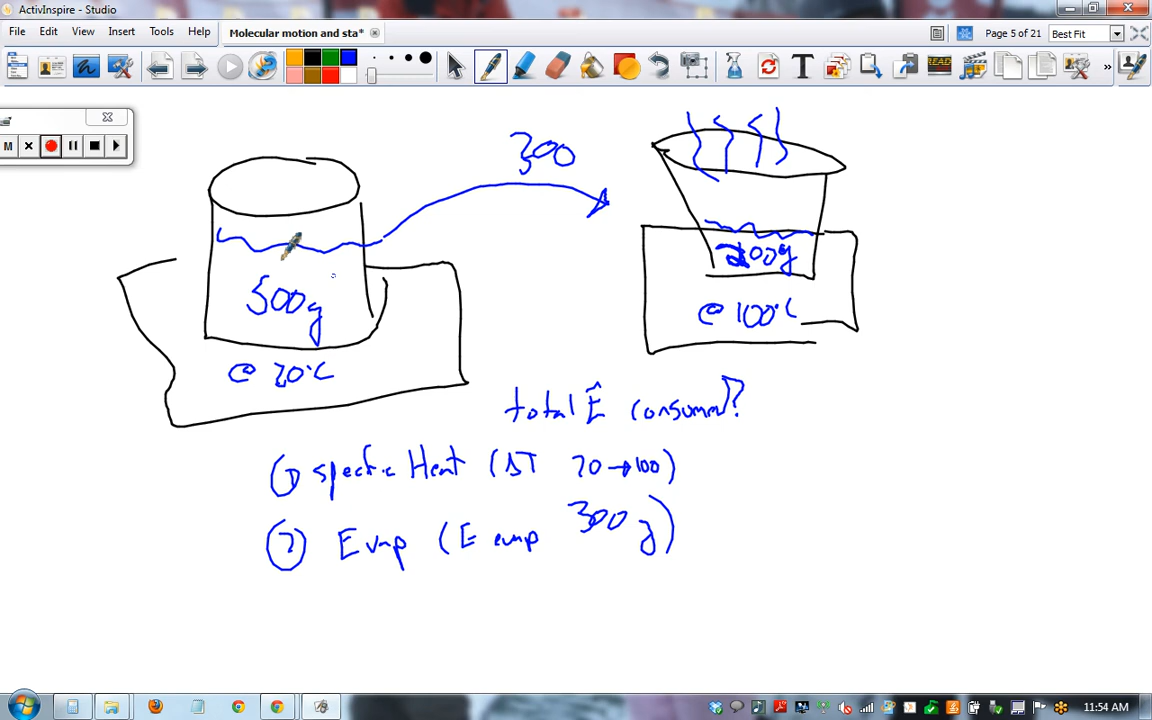 ActivInspire - Studio
File Edit View Insert Tools Help
Molecular motion and sta*
Page 5 of 21 Best Fit
M
READ
300
500g
@ 20°C
200g
@ 100°C
total E consumed?
① Specific Heat (ΔT 20→100)
② Evap (E evap 300 g)
11:54 AM